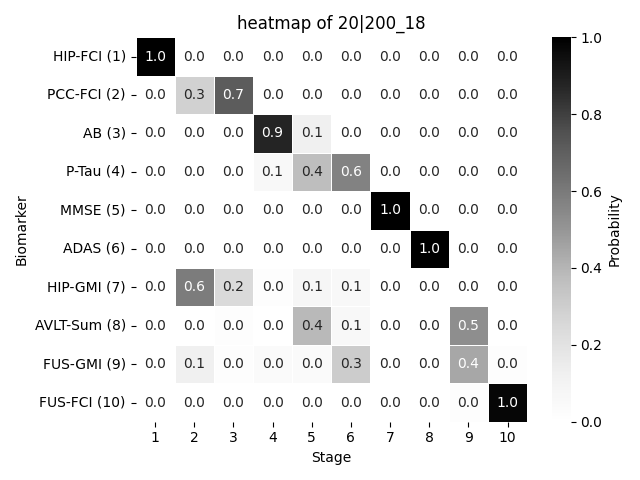 heatmap of 20|200_18
HIP-FCI (1) 1.0 0.0 0.0 0.0 0.0 0.0 0.0 0.0 0.0 0.0
PCC-FCI (2) 0.0 0.3 0.7 0.0 0.0 0.0 0.0 0.0 0.0 0.0
AB (3) 0.0 0.0 0.0 0.9 0.1 0.0 0.0 0.0 0.0 0.0
P-Tau (4) 0.0 0.0 0.0 0.1 0.4 0.6 0.0 0.0 0.0 0.0
MMSE (5) 0.0 0.0 0.0 0.0 0.0 0.0 1.0 0.0 0.0 0.0
ADAS (6) 0.0 0.0 0.0 0.0 0.0 0.0 0.0 1.0 0.0 0.0
HIP-GMI (7) 0.0 0.6 0.2 0.0 0.1 0.1 0.0 0.0 0.0 0.0
AVLT-Sum (8) 0.0 0.0 0.0 0.0 0.4 0.1 0.0 0.0 0.5 0.0
FUS-GMI (9) 0.0 0.1 0.0 0.0 0.0 0.3 0.0 0.0 0.4 0.0
FUS-FCI (10) 0.0 0.0 0.0 0.0 0.0 0.0 0.0 0.0 0.0 1.0
1 2 3 4 5 6 7 8 9 10
Stage
Biomarker
1.0
0.8
0.6
0.4
0.2
0.0
Probability